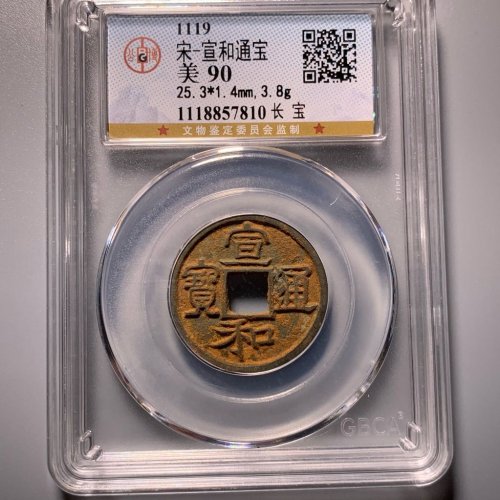 1119
宋-宣和通宝
美 90
25.3*1.4mm,3.8g
1118857810 长 宝
★ 文物鉴定委员会监制 ★
宣
寳 通
和
GBCA